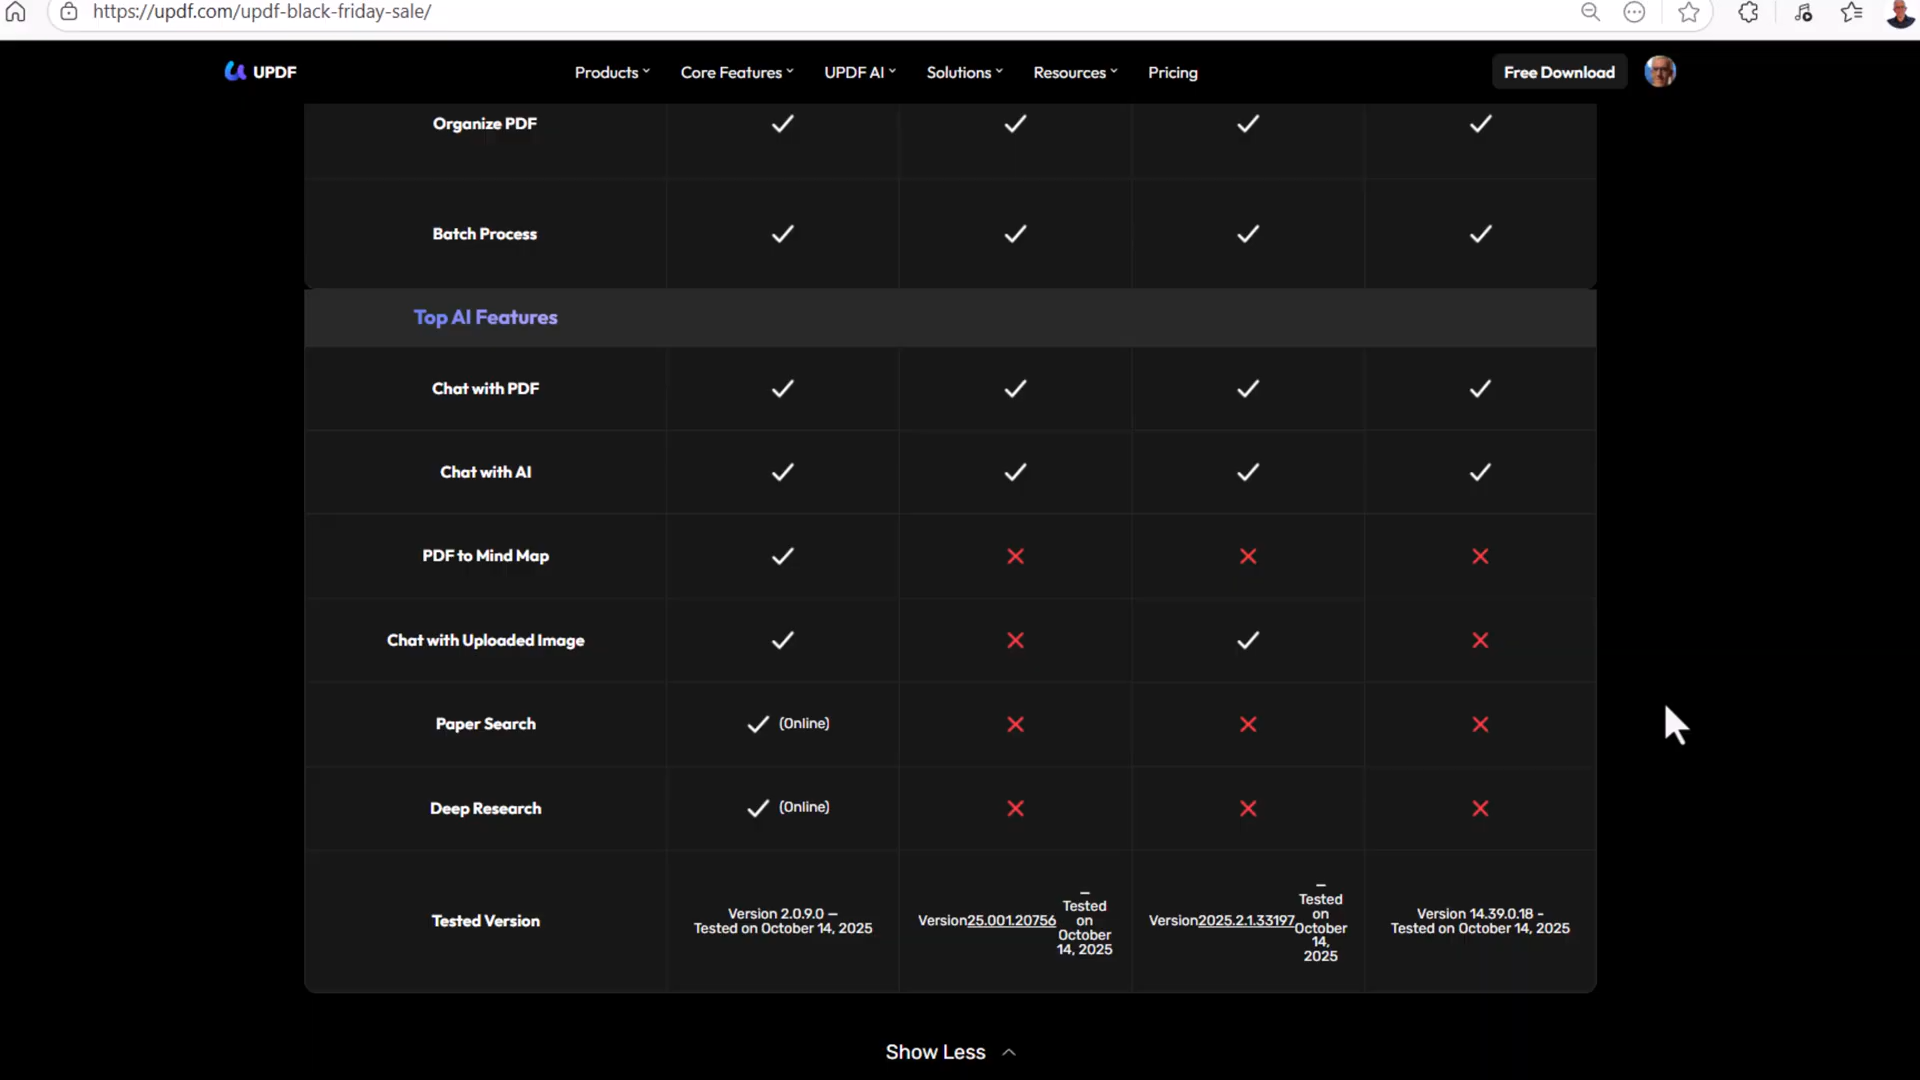 https://updf.com/updf-black-friday-sale/
UPDF
Products
Core Features
UPDF AI
Solutions
Resources
Pricing
Free Download
Organize PDF
Batch Process
Top AI Features
Chat with PDF
Chat with AI
PDF to Mind Map
Chat with Uploaded Image
Paper Search
(Online)
Deep Research
(Online)
Tested Version
Version 2.0.9.0 –
Tested on October 14, 2025
Version25.001.20756
–
Tested
on
October
14, 2025
Version2025.2.1.33197
–
Tested
on
October
14,
2025
Version 14.39.0.18 -
Tested on October 14, 2025
Show Less